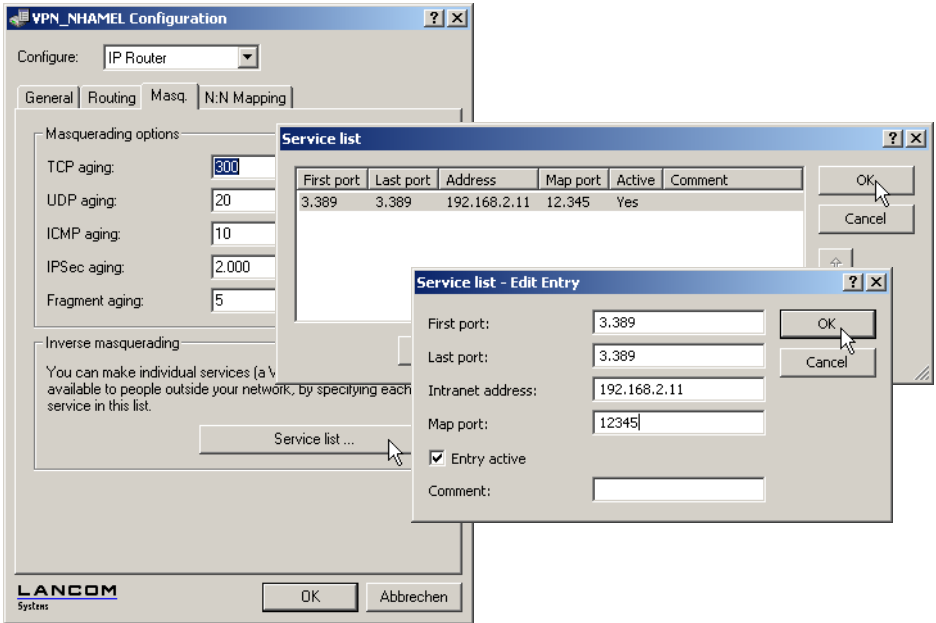 VPN_NHAMEL Configuration
Configure: IP Router
General Routing Masq. N:N Mapping
Masquerading options
TCP aging: 300
UDP aging: 20
ICMP aging: 10
IPSec aging: 2.000
Fragment aging: 5
Inverse masquerading
You can make individual services (a V
available to people outside your network, by specifying each
service in this list.
Service list ...
LANCOM
Systems
OK Abbrechen
Service list
First port Last port Address Map port Active Comment
3.389 3.389 192.168.2.11 12.345 Yes
OK
Cancel
Service list - Edit Entry
First port: 3.389
Last port: 3.389
Intranet address: 192.168.2.11
Map port: 12345
Entry active
Comment:
OK
Cancel